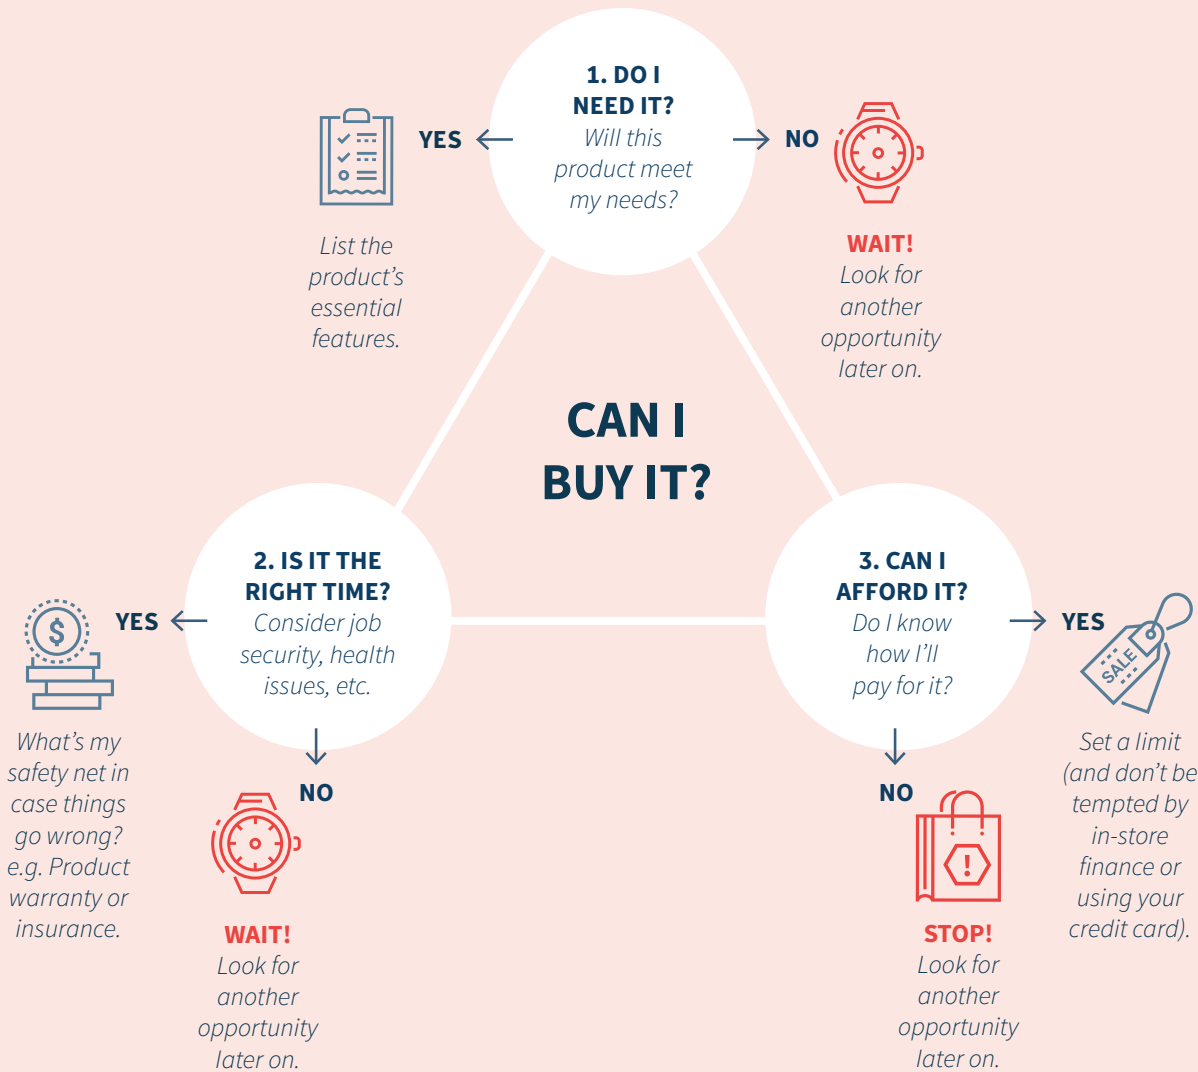 1. DO I
NEED IT?
Will this
product meet
my needs?
YES
List the
product’s
essential
features.
NO
WAIT!
Look for
another
opportunity
later on.
CAN I
BUY IT?
2. IS IT THE
RIGHT TIME?
Consider job
security, health
issues, etc.
YES
$
What’s my
safety net in
case things
go wrong?
e.g. Product
warranty or
insurance.
NO
WAIT!
Look for
another
opportunity
later on.
3. CAN I
AFFORD IT?
Do I know
how I’ll
pay for it?
YES
SALE
Set a limit
(and don’t be
tempted by
in-store
finance or
using your
credit card).
NO
!
STOP!
Look for
another
opportunity
later on.